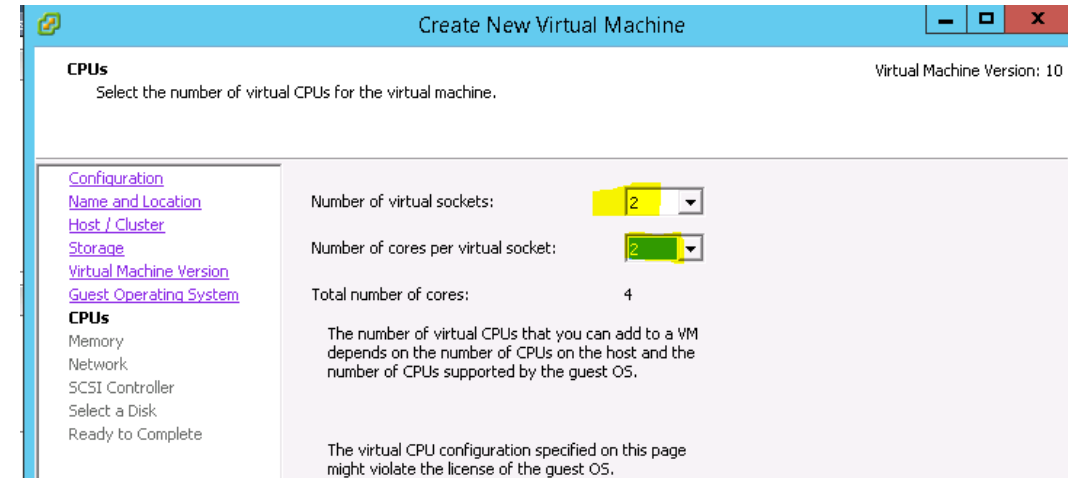 Create New Virtual Machine
CPUs
Virtual Machine Version: 10
Select the number of virtual CPUs for the virtual machine.
Configuration
Name and Location
Host / Cluster
Storage
Virtual Machine Version
Guest Operating System
CPUs
Memory
Network
SCSI Controller
Select a Disk
Ready to Complete
Number of virtual sockets: 2
Number of cores per virtual socket: 2
Total number of cores: 4
The number of virtual CPUs that you can add to a VM
depends on the number of CPUs on the host and the
number of CPUs supported by the guest OS.
The virtual CPU configuration specified on this page
might violate the license of the guest OS.